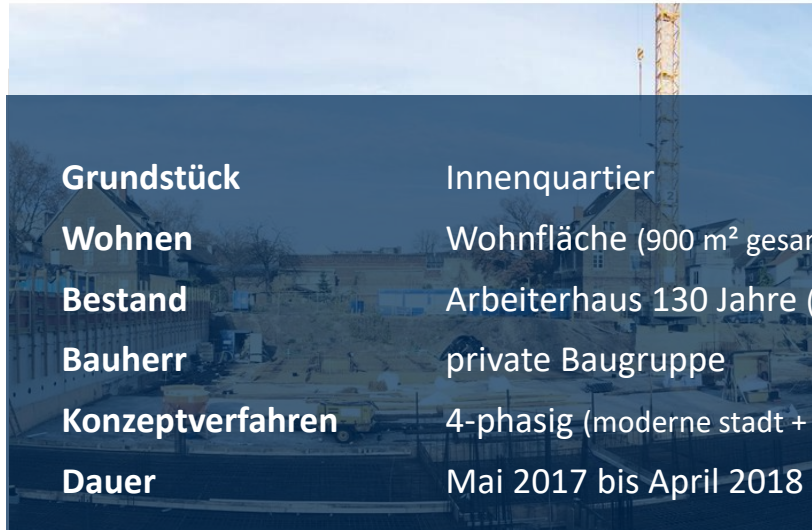 Grundstück Innenquartier
Wohnen Wohnfläche (900 m² gesam
Bestand Arbeiterhaus 130 Jahre (
Bauherr private Baugruppe
Konzeptverfahren 4-phasig (moderne stadt +
Dauer Mai 2017 bis April 2018